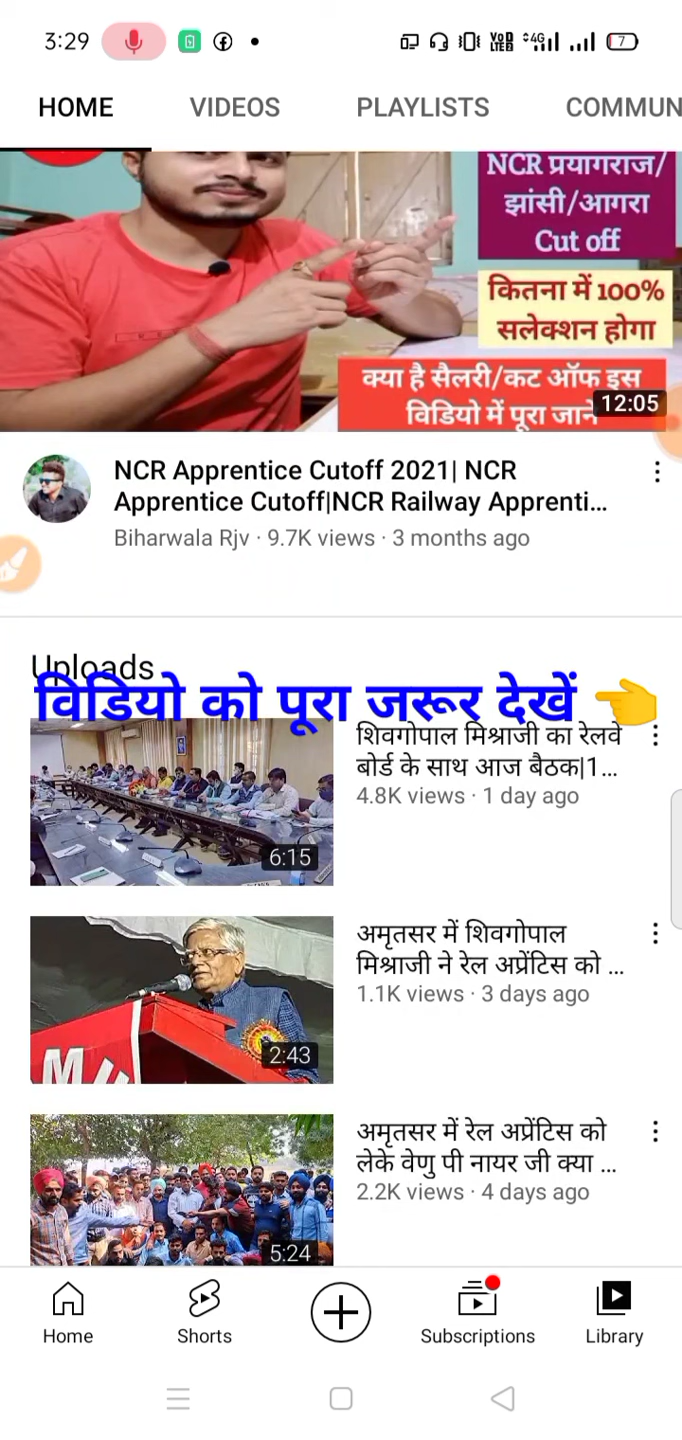 3:29
VoD
LTED
4G
7
HOME
VIDEOS
PLAYLISTS
COMMUN
NCR प्रयागराज/
झांसी/आगरा
Cut off
कितना में 100%
सलेक्शन होगा
क्या है सैलरी/कट ऑफ इस
विडियो में पूरा जाने
12:05
NCR Apprentice Cutoff 2021| NCR
Apprentice Cutoff|NCR Railway Apprenti...
Biharwala Rjv · 9.7K views · 3 months ago
Uploads
विडियो को पूरा जरूर देखें
शिवगोपाल मिश्राजी का रेलवे
बोर्ड के साथ आज बैठक|1...
4.8K views · 1 day ago
6:15
अमृतसर में शिवगोपाल
मिश्राजी ने रेल अप्रेंटिस को ...
1.1K views · 3 days ago
2:43
अमृतसर में रेल अप्रेंटिस को
लेके वेणु पी नायर जी क्या ...
2.2K views · 4 days ago
5:24
Home
Shorts
Subscriptions
Library